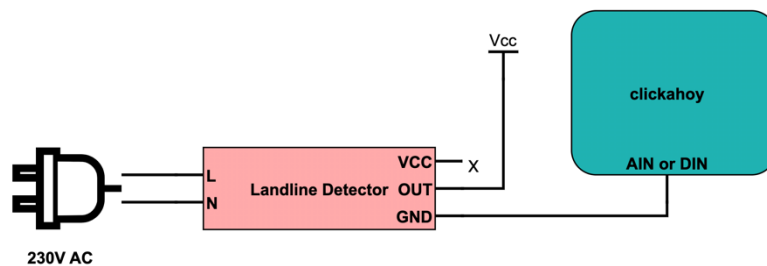 Vcc
clickahoy
AIN or DIN
VCC
X
L
Landline Detector
OUT
N
GND
230V AC